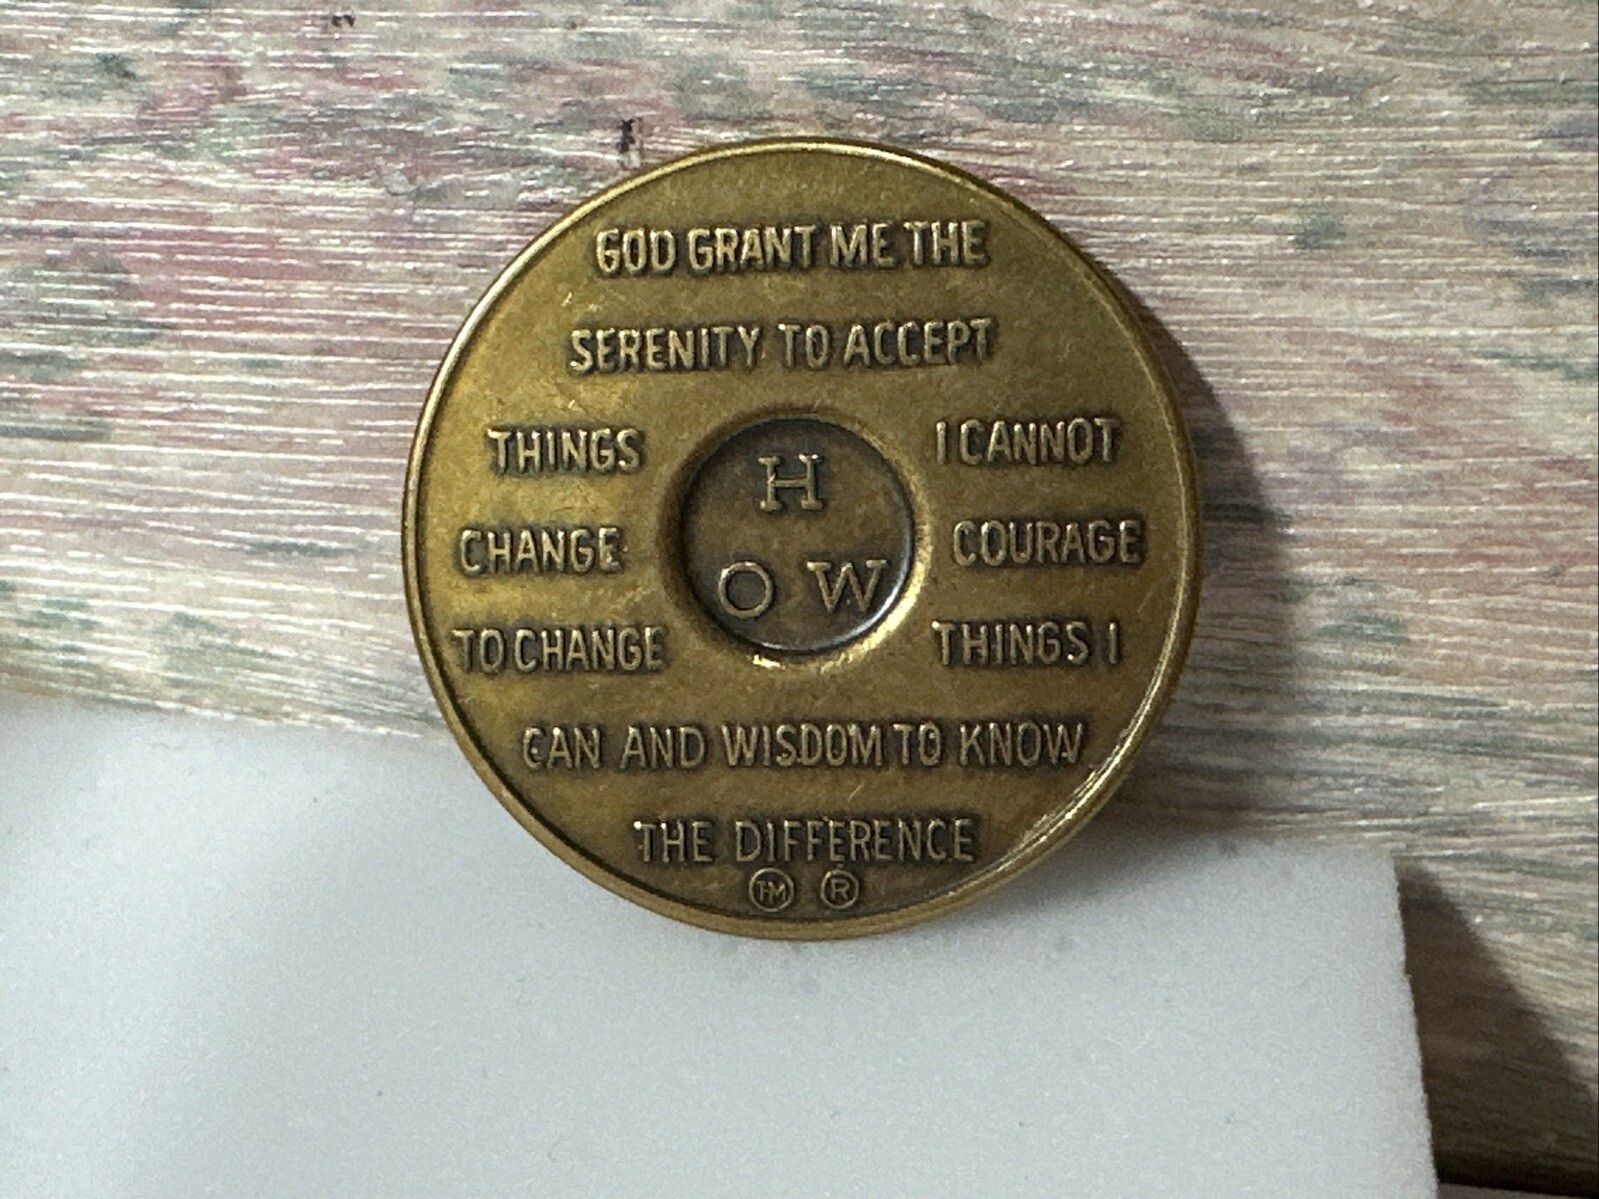 GOD GRANT ME THE
SERENITY TO ACCEPT
THINGS I CANNOT
CHANGE COURAGE
TO CHANGE THINGS I
CAN AND WISDOM TO KNOW
THE DIFFERENCE
TM R
H
O W